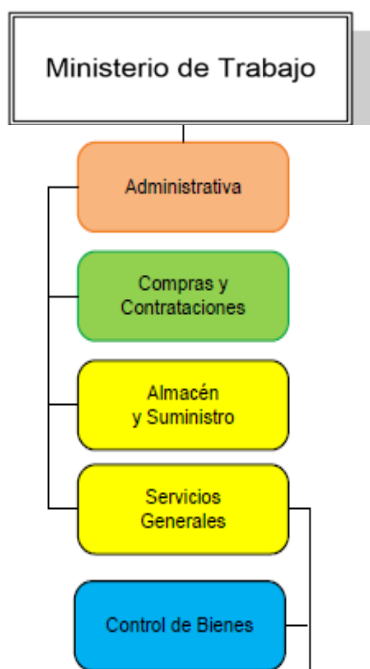 Ministerio de Trabajo
Administrativa
Compras y
Contrataciones
Almacén
y Suministro
Servicios
Generales
Control de Bienes